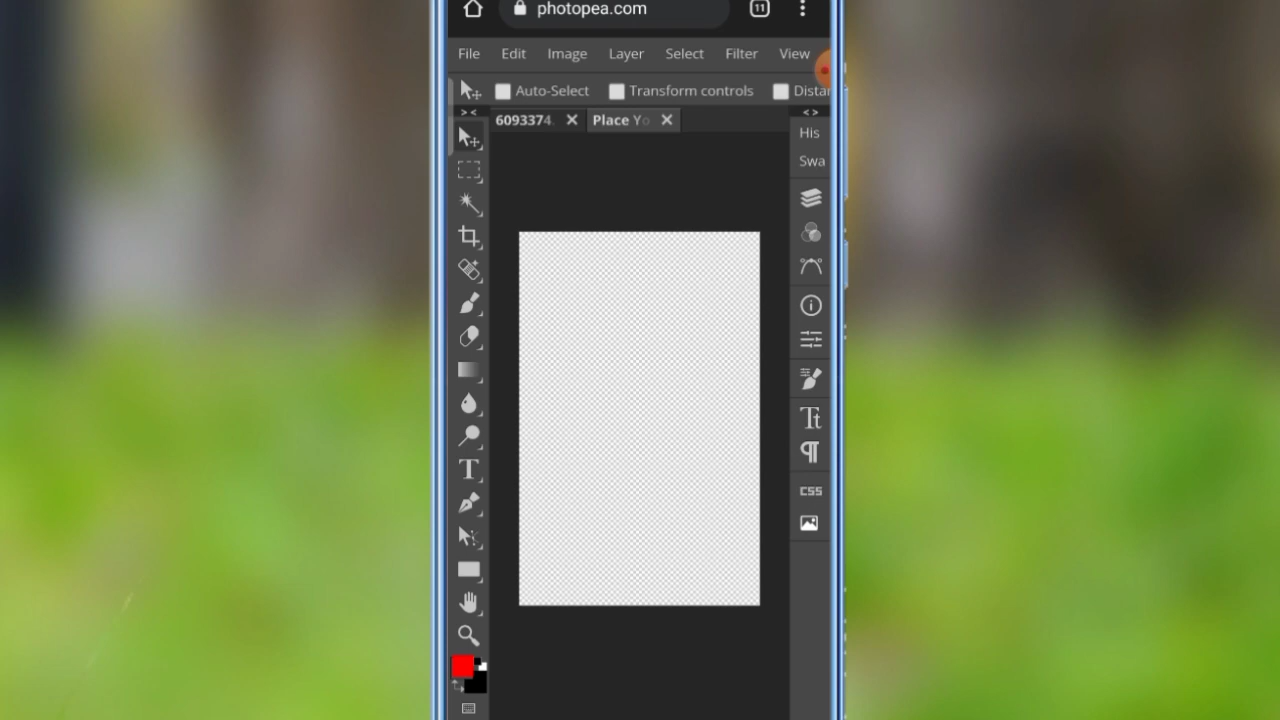 photopea.com
11
File Edit Image Layer Select Filter View
Auto-Select Transform controls Distar
> <
< >
6093374. Place Yo
His
Swa
T
Tt
¶
CSS